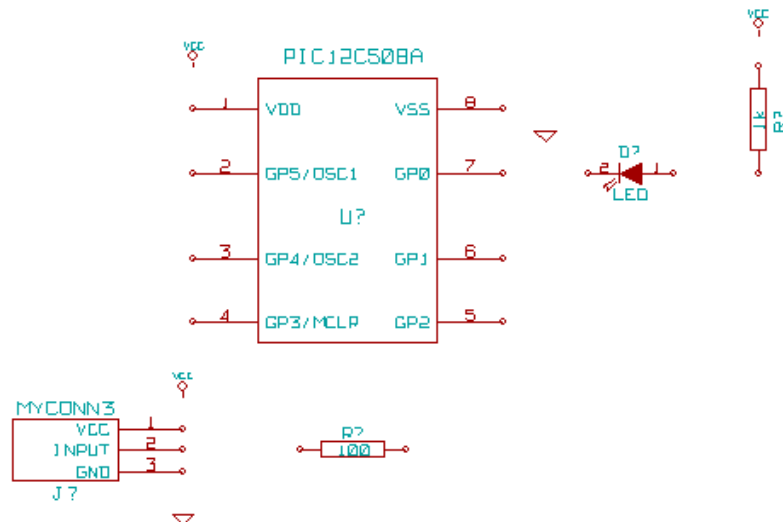 VCC
VCC
PIC12C508A
1 VDD VSS 8
1k R?
D?
2 GP5/OSC1 GP0 7
2 1
LED
U?
3 GP4/OSC2 GP1 6
4 GP3/MCLR GP2 5
VCC
MYCONN3
VCC 1
INPUT 2
GND 3
R?
100
J?